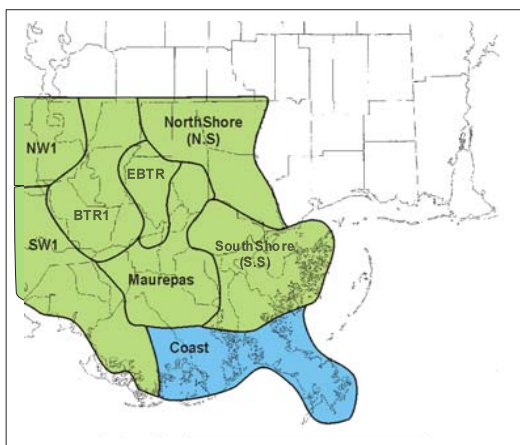 NorthShore
(N.S)
NW1
EBTR
BTR1
SW1
SouthShore
(S.S)
Maurepas
Coast